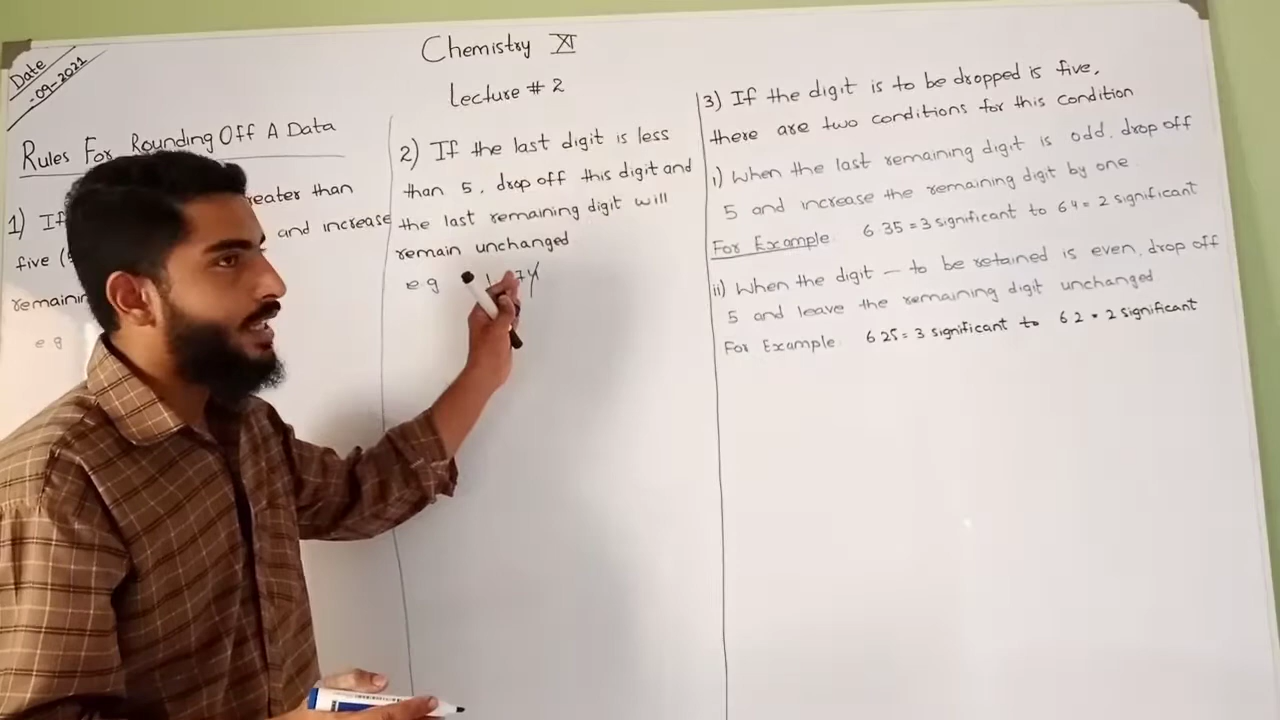 Date
-09-2021
Chemistry XI
Lecture # 2
Rules For Rounding Off A Data
1) If greater than
five and increase
remaining
eg
2) If the last digit is less
than 5, drop off this digit and
the last remaining digit will
remain unchanged
eg
3) If the digit is to be dropped is five,
there are two conditions for this condition
i) When the last remaining digit is odd, drop off
5 and increase the remaining digit by one
For Example: 6.35 = 3 significant to 6.4 = 2 significant
ii) When the digit – to be retained is even, drop off
5 and leave the remaining digit unchanged
For Example: 6.25 = 3 significant to 6.2 = 2 significant